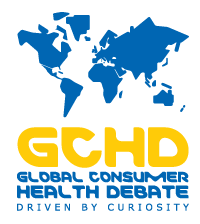 GCHD
GLOBAL CONSUMER
HEALTH DEBATE
DRIVEN BY CURIOSITY